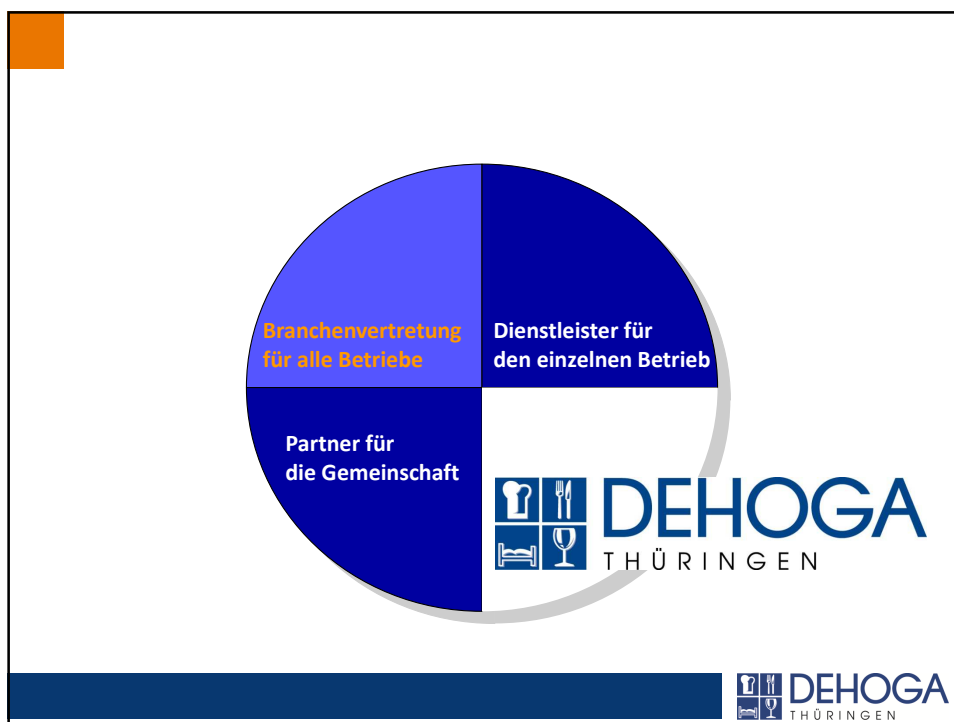 Branchenvertretung
für alle Betriebe
Dienstleister für
den einzelnen Betrieb
Partner für
die Gemeinschaft
DEHOGA
THÜRINGEN
DEHOGA
THÜRINGEN